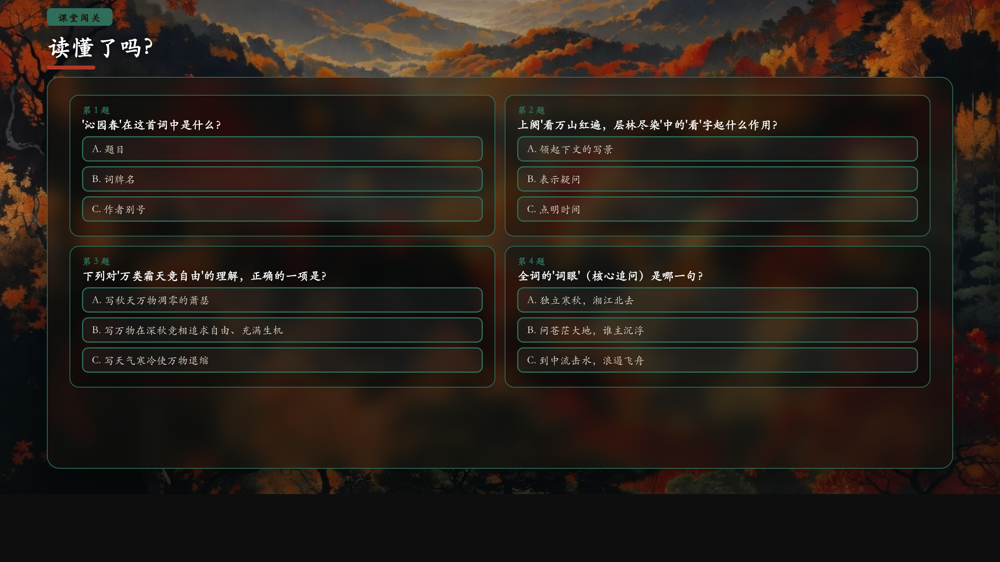 课堂闯关
读懂了吗?
第 1 题
'沁园春'在这首词中是什么?
A. 题目
B. 词牌名
C. 作者别号
第 2 题
上阕'看万山红遍，层林尽染'中的'看'字起什么作用?
A. 领起下文的写景
B. 表示疑问
C. 点明时间
第 3 题
下列对'万类霜天竞自由'的理解，正确的一项是?
A. 写秋天万物凋零的萧瑟
B. 写万物在深秋竞相追求自由、充满生机
C. 写天气寒冷使万物退缩
第 4 题
全词的'词眼'（核心追问）是哪一句?
A. 独立寒秋，湘江北去
B. 问苍茫大地，谁主沉浮
C. 到中流击水，浪遏飞舟